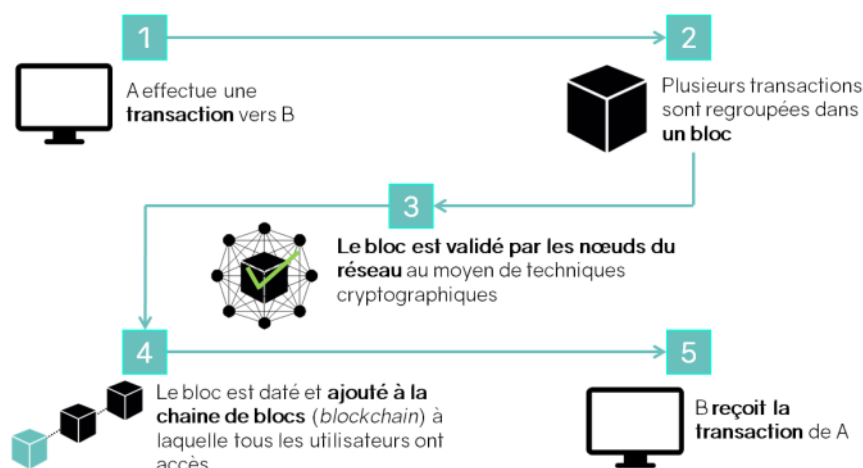 1
2
A effectue une
transaction vers B
Plusieurs transactions
sont regroupées dans
un bloc
3
Le bloc est validé par les nœuds du
réseau au moyen de techniques
cryptographiques
4
5
Le bloc est daté et ajouté à la
chaine de blocs (blockchain) à
laquelle tous les utilisateurs ont
accès
B reçoit la
transaction de A